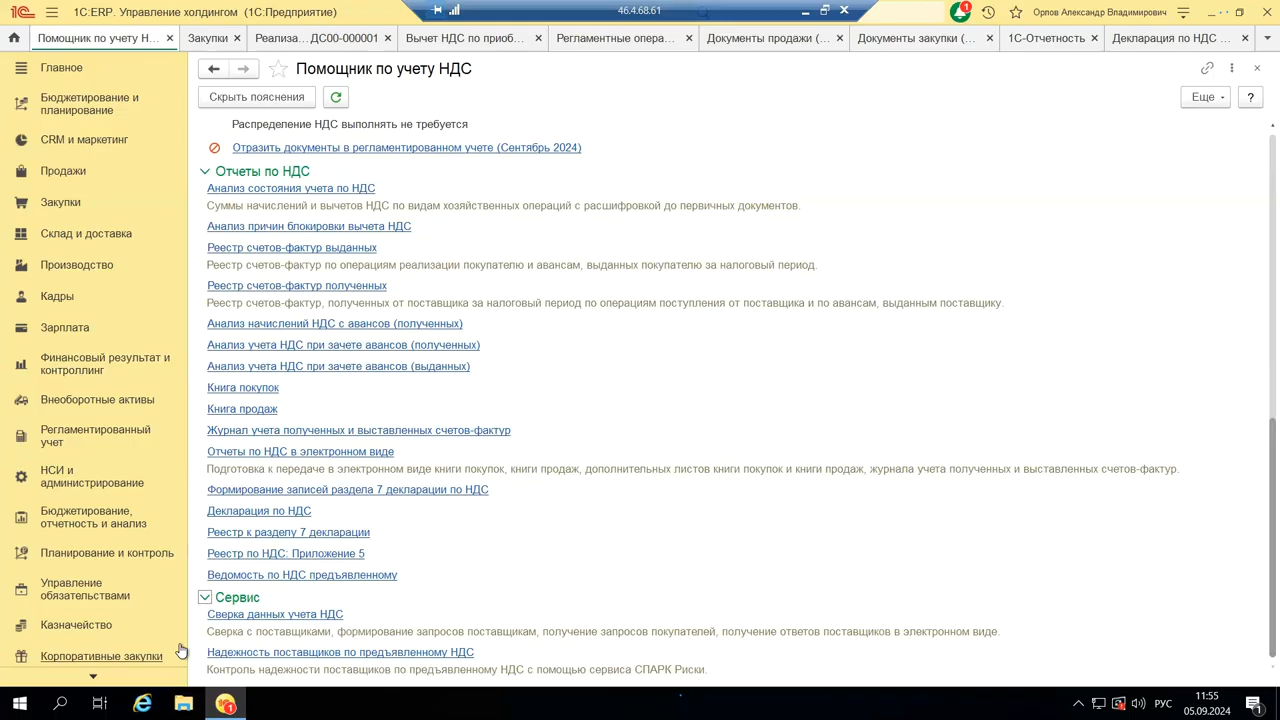 1С:ERP. Управление холдингом (1С:Предприятие)
46.4.68.61
1
Орлов Александр Владимирович
Помощник по учету Н... ×
Закупки ×
Реализа... ДС00-000001 ×
Вычет НДС по приоб... ×
Регламентные опера... ×
Документы продажи (... ×
Документы закупки (... ×
1С-Отчетность ×
Декларация по НДС ... ×
Главное
Бюджетирование и
планирование
CRM и маркетинг
Продажи
Закупки
Склад и доставка
Производство
Кадры
Зарплата
Финансовый результат и
контроллинг
Внеоборотные активы
Регламентированный
учет
НСИ и
администрирование
Бюджетирование,
отчетность и анализ
Планирование и контроль
Управление
обязательствами
Казначейство
Корпоративные закупки
Помощник по учету НДС
Скрыть пояснения
Еще
?
Распределение НДС выполнять не требуется
Отразить документы в регламентированном учете (Сентябрь 2024)
Отчеты по НДС
Анализ состояния учета по НДС
Суммы начислений и вычетов НДС по видам хозяйственных операций с расшифровкой до первичных документов.
Анализ причин блокировки вычета НДС
Реестр счетов-фактур выданных
Реестр счетов-фактур по операциям реализации покупателю и авансам, выданных покупателю за налоговый период.
Реестр счетов-фактур полученных
Реестр счетов-фактур, полученных от поставщика за налоговый период по операциям поступления от поставщика и по авансам, выданным поставщику.
Анализ начислений НДС с авансов (полученных)
Анализ учета НДС при зачете авансов (полученных)
Анализ учета НДС при зачете авансов (выданных)
Книга покупок
Книга продаж
Журнал учета полученных и выставленных счетов-фактур
Отчеты по НДС в электронном виде
Подготовка к передаче в электронном виде книги покупок, книги продаж, дополнительных листов книги покупок и книги продаж, журнала учета полученных и выставленных счетов-фактур.
Формирование записей раздела 7 декларации по НДС
Декларация по НДС
Реестр к разделу 7 декларации
Реестр по НДС: Приложение 5
Ведомость по НДС предъявленному
Сервис
Сверка данных учета НДС
Сверка с поставщиками, формирование запросов поставщикам, получение запросов покупателей, получение ответов поставщиков в электронном виде.
Надежность поставщиков по предъявленному НДС
Контроль надежности поставщиков по предъявленному НДС с помощью сервиса СПАРК Риски.
РУС
11:55
05.09.2024
1